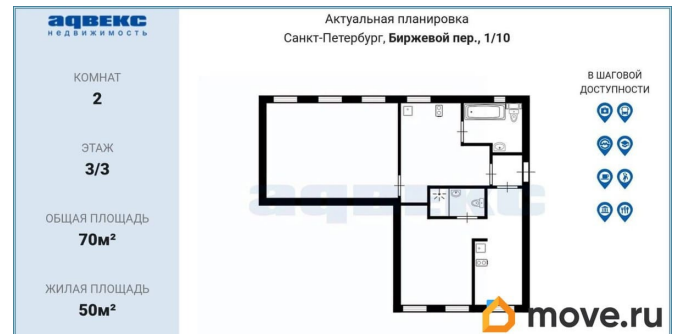 адвекс
НЕДВИЖИМОСТЬ
КОМНАТ
2
ЭТАЖ
3/3
ОБЩАЯ ПЛОЩАДЬ
70м²
ЖИЛАЯ ПЛОЩАДЬ
50м²
Актуальная планировка
Санкт-Петербург, Биржевой пер., 1/10
В ШАГОВОЙ
ДОСТУПНОСТИ
адвекс
move.ru